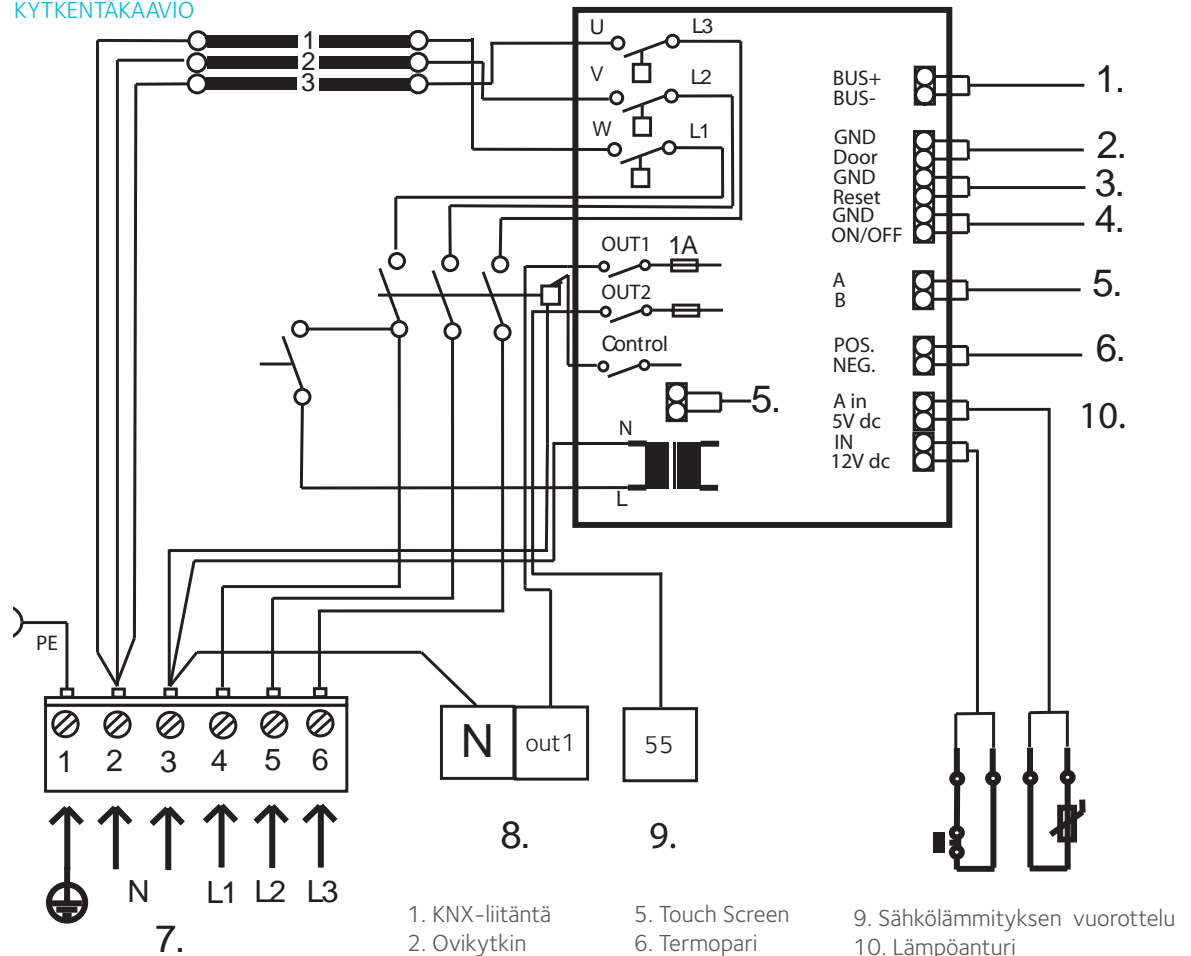 KYTKENTÄKAAVIO
1
2
3
U
L3
V
L2
W
L1
BUS+
BUS-
1.
GND
Door
2.
GND
Reset
3.
GND
ON/OFF
4.
OUT1 1A
OUT2
Control
A
B
5.
POS.
NEG.
6.
5.
A in
5V dc
10.
IN
12V dc
N
L
PE
1 2 3 4 5 6
N out1
55
8.
9.
N L1 L2 L3
7.
1. KNX-liitäntä
2. Ovikytkin
5. Touch Screen
6. Termopari
9. Sähkölämmityksen vuorottelu
10. Lämpöanturi